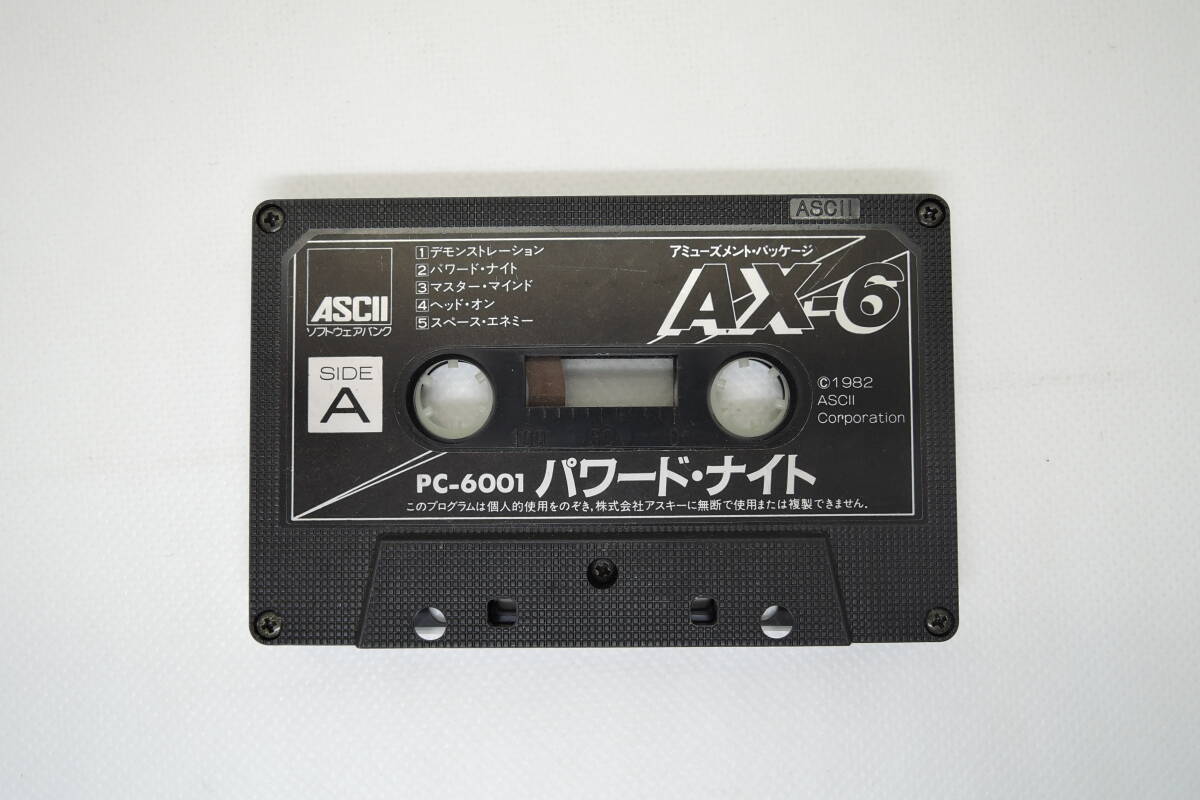 ASCII
ASCII
ソフトウェアバンク
1 デモンストレーション
2 パワード・ナイト
3 マスター・マインド
4 ヘッド・オン
5 スペース・エネミー
アミューズメント・パッケージ
AX-6
SIDE
A
100 50 0
©1982
ASCII
Corporation
PC-6001 パワード・ナイト
このプログラムは個人的使用をのぞき,株式会社アスキーに無断で使用または複製できません.